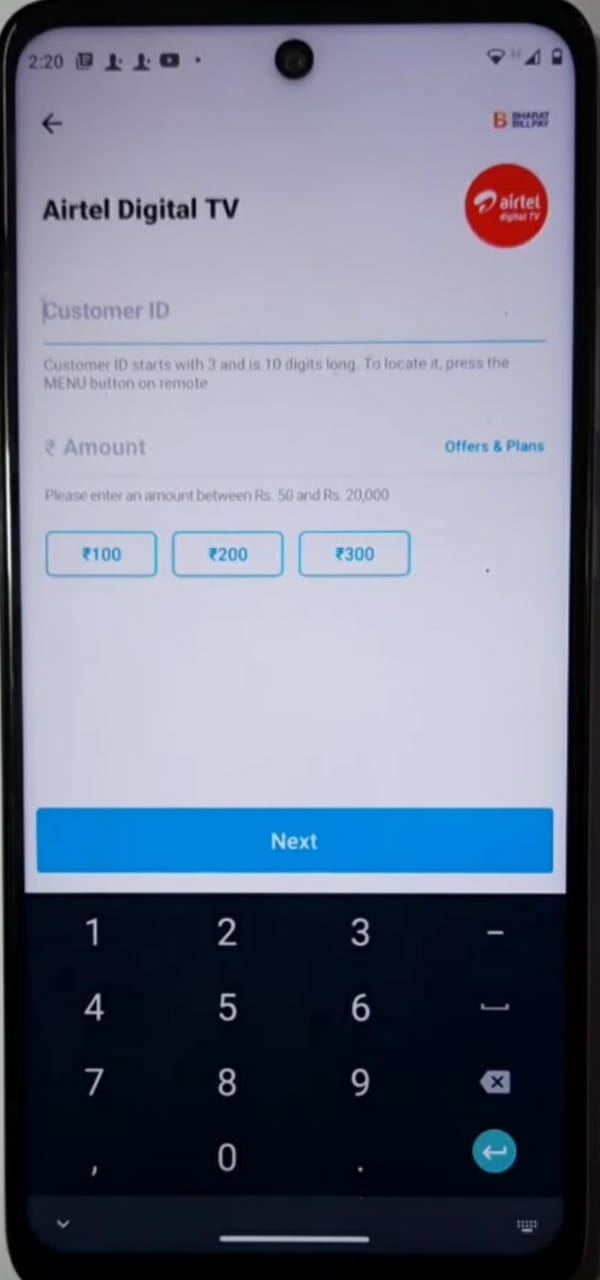 2:20
BHARAT BILLPAY
Airtel Digital TV
airtel
digital TV
Customer ID
Customer ID starts with 3 and is 10 digits long. To locate it, press the
MENU button on remote
₹ Amount
Offers & Plans
Please enter an amount between Rs. 50 and Rs. 20,000
₹100 ₹200 ₹300
Next
1 2 3 -
4 5 6
7 8 9
, 0 .